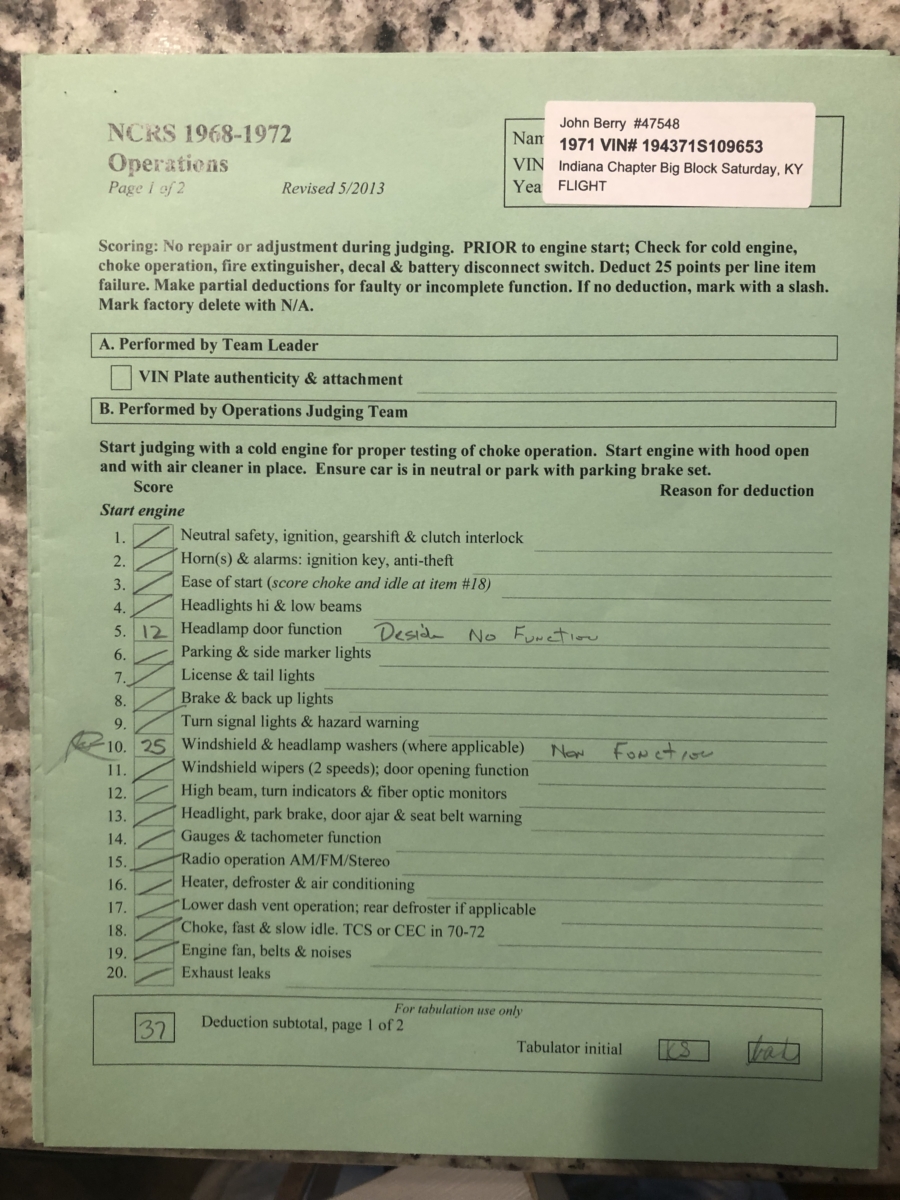 NCRS 1968-1972
Operations
Page 1 of 2 Revised 5/2013
Nam
VIN
Yea
John Berry #47548
1971 VIN# 194371S109653
Indiana Chapter Big Block Saturday, KY
FLIGHT
Scoring: No repair or adjustment during judging. PRIOR to engine start; Check for cold engine,
choke operation, fire extinguisher, decal & battery disconnect switch. Deduct 25 points per line item
failure. Make partial deductions for faulty or incomplete function. If no deduction, mark with a slash.
Mark factory delete with N/A.
A. Performed by Team Leader
VIN Plate authenticity & attachment
B. Performed by Operations Judging Team
Start judging with a cold engine for proper testing of choke operation. Start engine with hood open
and with air cleaner in place. Ensure car is in neutral or park with parking brake set.
Score Reason for deduction
Start engine
1. / Neutral safety, ignition, gearshift & clutch interlock
2. / Horn(s) & alarms: ignition key, anti-theft
3. / Ease of start (score choke and idle at item #18)
4. / Headlights hi & low beams
5. 12 Headlamp door function No Function
6. / Parking & side marker lights
7. / License & tail lights
8. / Brake & back up lights
9. / Turn signal lights & hazard warning
10. 25 Windshield & headlamp washers (where applicable) Non Function
11. / Windshield wipers (2 speeds); door opening function
12. / High beam, turn indicators & fiber optic monitors
13. / Headlight, park brake, door ajar & seat belt warning
14. / Gauges & tachometer function
15. / Radio operation AM/FM/Stereo
16. / Heater, defroster & air conditioning
17. / Lower dash vent operation; rear defroster if applicable
18. / Choke, fast & slow idle. TCS or CEC in 70-72
19. / Engine fan, belts & noises
20. / Exhaust leaks
For tabulation use only
37 Deduction subtotal, page 1 of 2
Tabulator initial KS